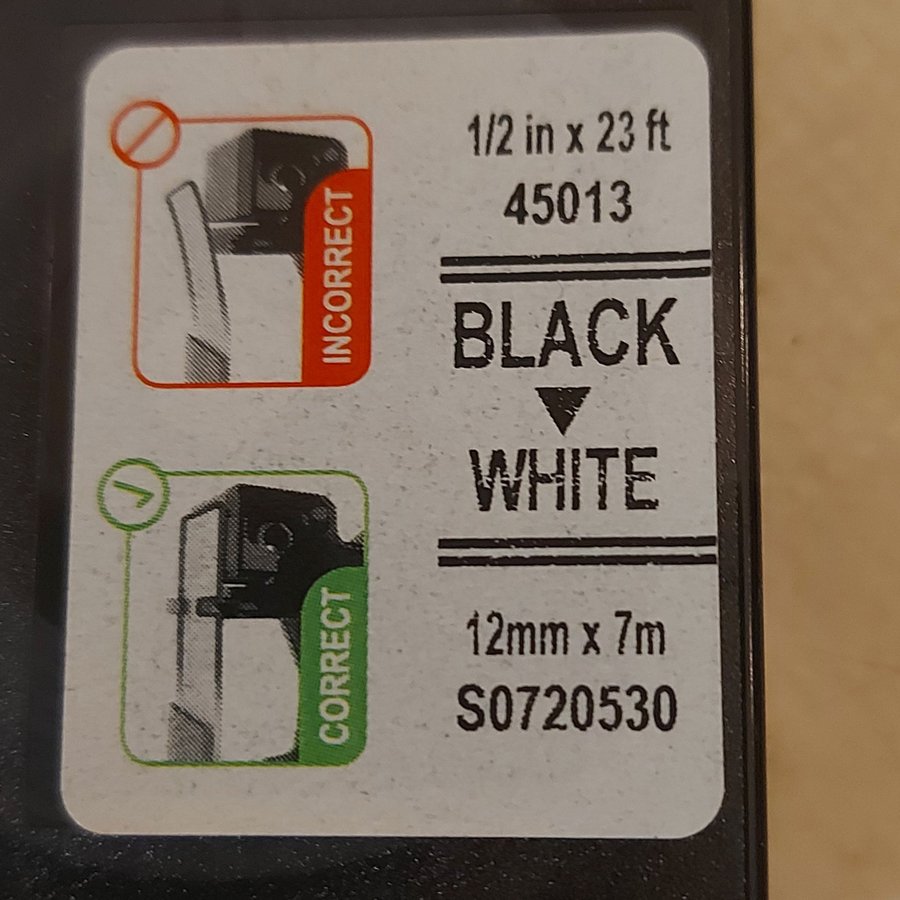 INCORRECT
CORRECT
1/2 in x 23 ft
45013
BLACK
WHITE
12mm x 7m
S0720530